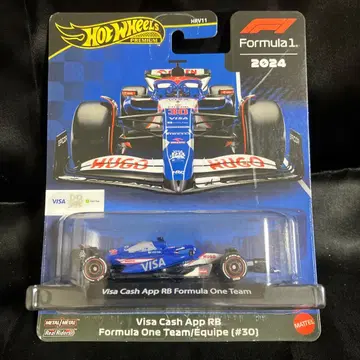 HOT WHEELS
PREMIUM
HRV11
F1
Formula 1®
2024
30
HUGO
HUGO
VISA
Visa Cash App RB Formula One Team
VISA
METAL/MÉTAL
Real Riders®
Visa Cash App RB
Formula One Team/Équipe (#30)
MATTEL